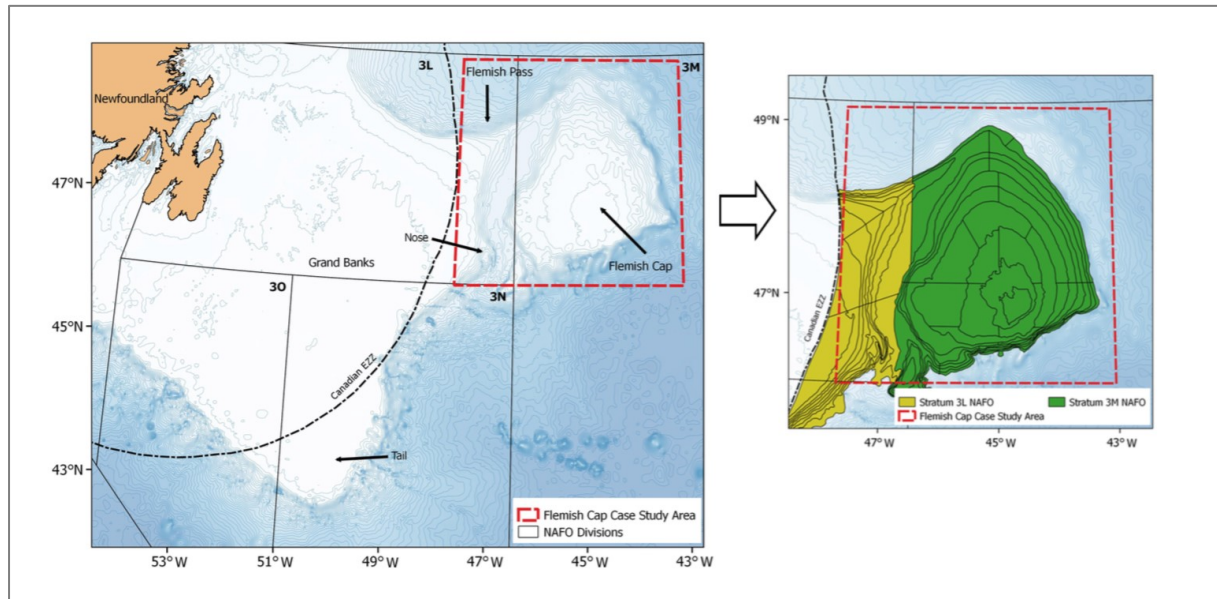 3L
Flemish Pass
3M
Newfoundland
47°N
Nose
Grand Banks
Flemish Cap
3O
3N
45°N
Canadian EZZ
43°N
Tail
Flemish Cap Case Study Area
NAFO Divisions
53°W
51°W
49°W
47°W
45°W
43°W
49°N
47°N
Canadian EZZ
Stratum 3L NAFO
Stratum 3M NAFO
Flemish Cap Case Study Area
47°W
45°W
43°W